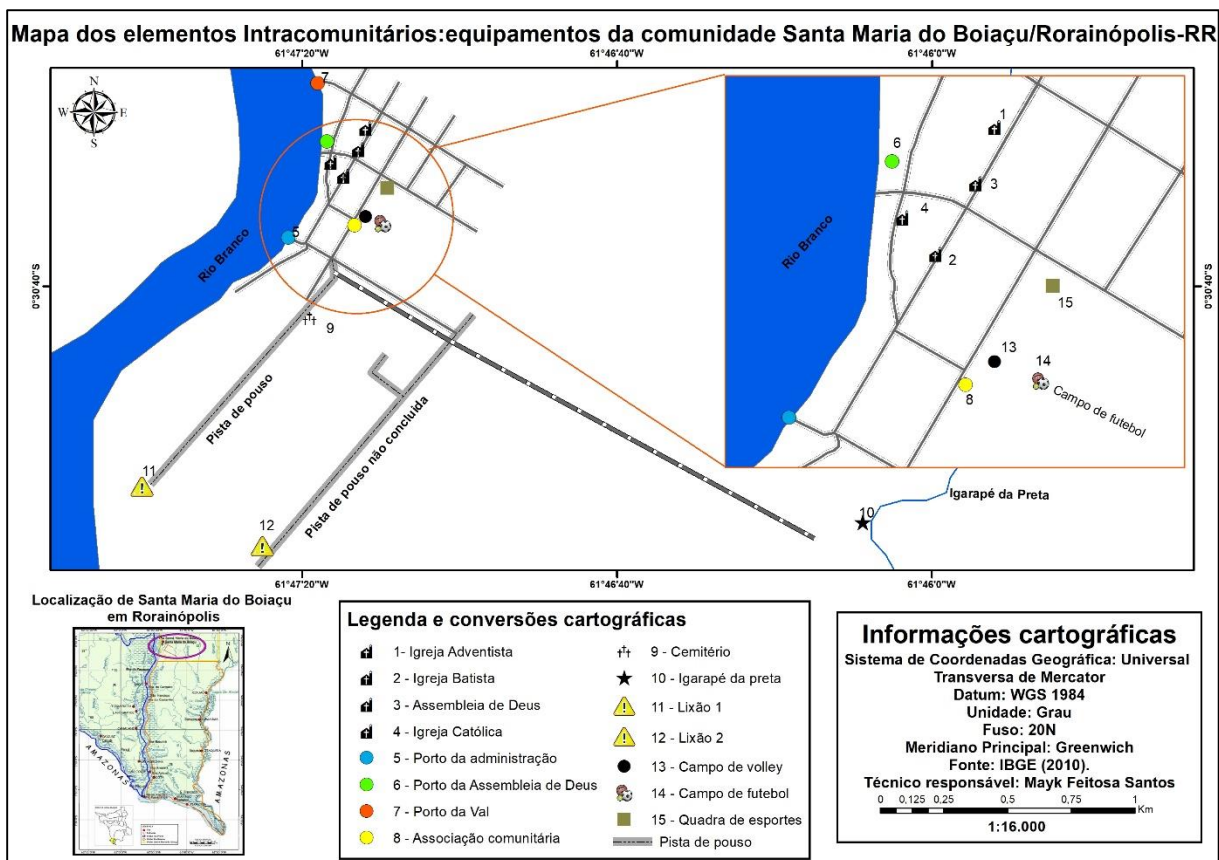 Mapa dos elementos Intracomunitários:equipamentos da comunidade Santa Maria do Boiaçu/Rorainópolis-RR
61°47'20"W
61°46'40"W
61°46'0"W
N
W
E
S
7
1
6
3
4
2
5
Rio Branco
Rio Branco
0°30'40"S
0°30'40"S
15
9
13
14
8
Campo de futebol
Pista de pouso
Pista de pouso não concluída
11
12
10
Igarapé da Preta
61°47'20"W
61°46'40"W
61°46'0"W
Localização de Santa Maria do Boiaçu
em Rorainópolis
AMAZONAS
AMAZONAS
Legenda e conversões cartográficas
1- Igreja Adventista
2 - Igreja Batista
3 - Assembleia de Deus
4 - Igreja Católica
5 - Porto da administração
6 - Porto da Assembleia de Deus
7 - Porto da Val
8 - Associação comunitária
9 - Cemitério
10 - Igarapé da preta
11 - Lixão 1
12 - Lixão 2
13 - Campo de volley
14 - Campo de futebol
15 - Quadra de esportes
Pista de pouso
Informações cartográficas
Sistema de Coordenadas Geográfica: Universal
Transversa de Mercator
Datum: WGS 1984
Unidade: Grau
Fuso: 20N
Meridiano Principal: Greenwich
Fonte: IBGE (2010).
Técnico responsável: Mayk Feitosa Santos
0 0,125 0,25 0,5 0,75 1
Km
1:16.000